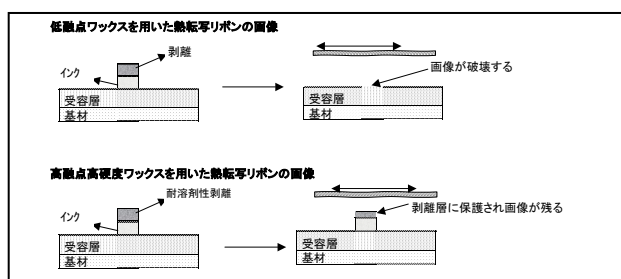 低融点ワックスを用いた熱転写リボンの画像
剥離
インク
受容層
基材
画像が破壊する
受容層
基材
高融点高硬度ワックスを用いた熱転写リボンの画像
耐溶剤性剥離
インク
受容層
基材
剥離層に保護され画像が残る
受容層
基材